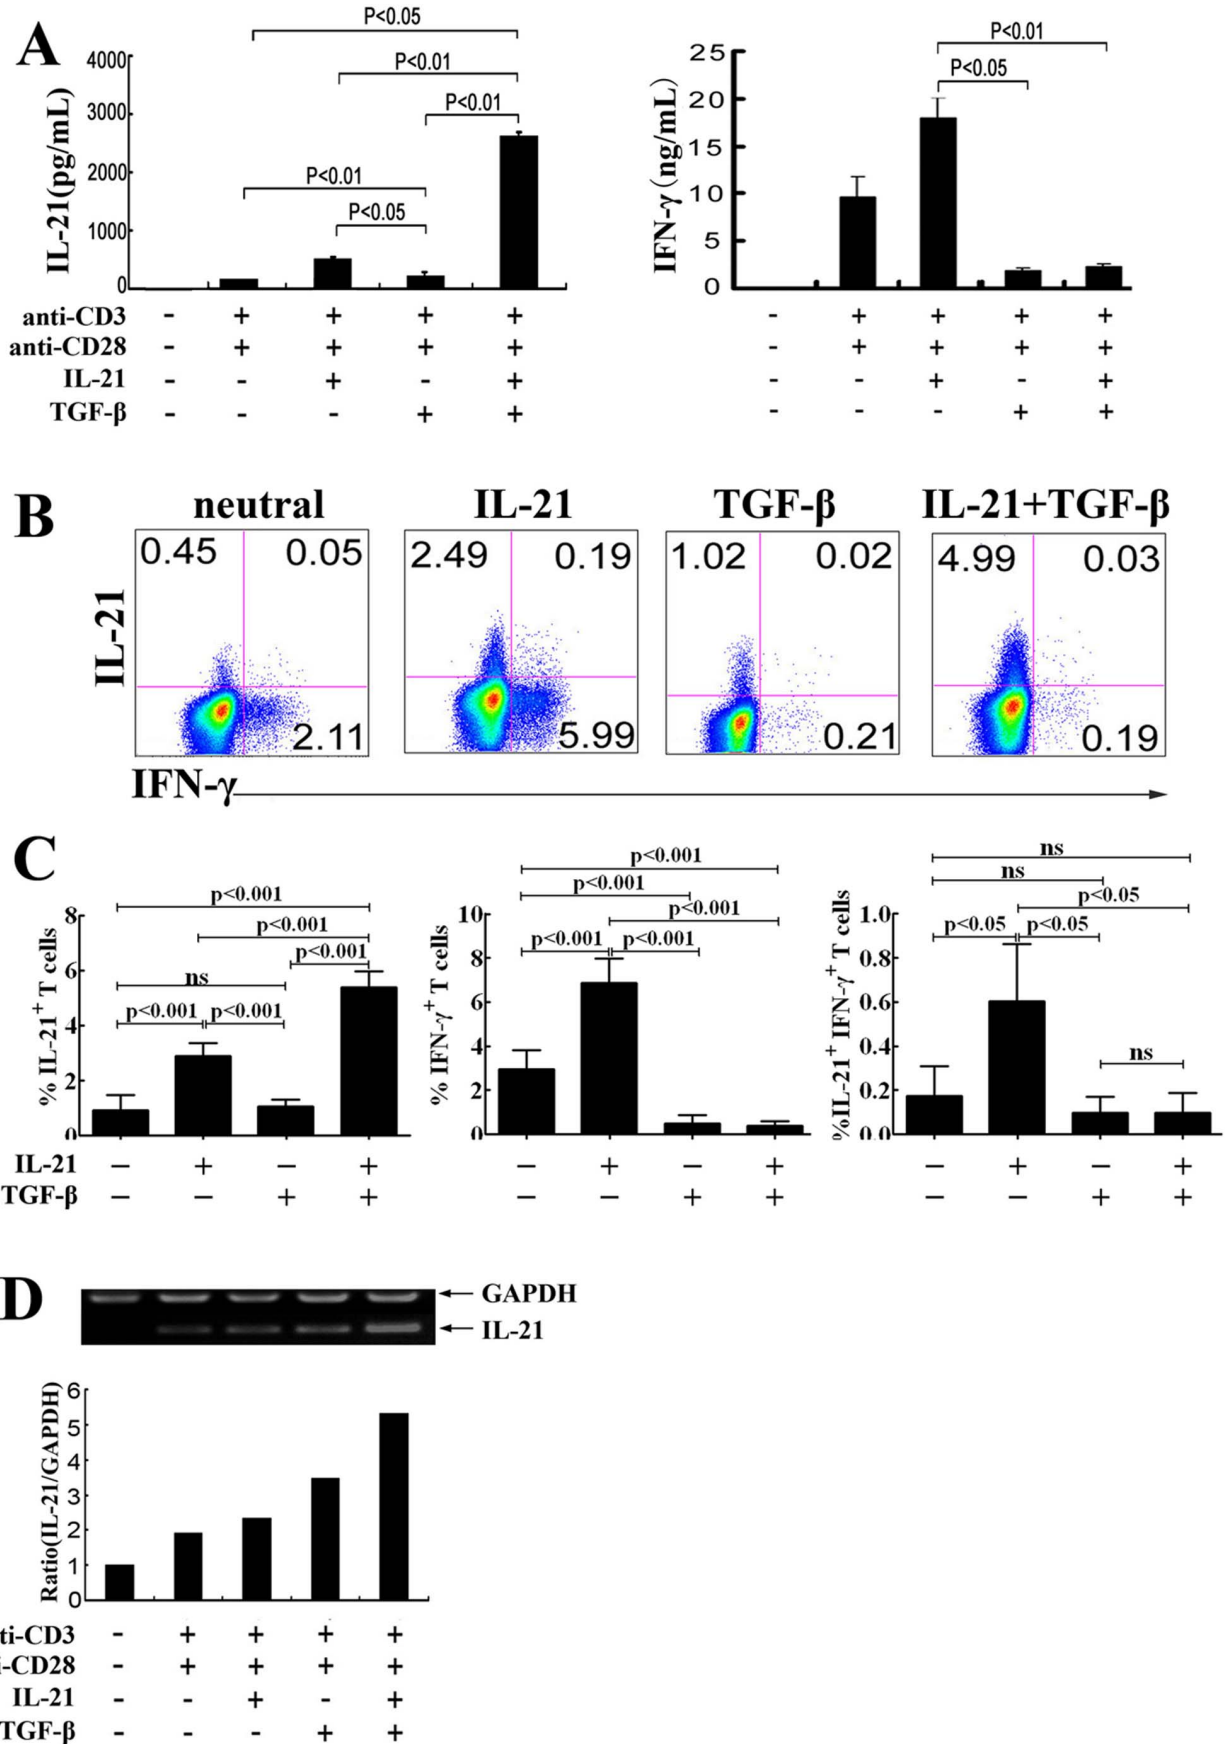 A
P<0.05
P<0.01
P<0.01
P<0.01
P<0.05
IL-21(pg/mL)
4000
3000
2000
1000
0
anti-CD3 - + + + +
anti-CD28 - + + + +
IL-21 - - + - +
TGF-β - - - + +
P<0.01
P<0.05
IFN-γ (ng/mL)
25
20
15
10
5
0
- + + + +
- + + + +
- - + - +
- - - + +
B
neutral IL-21 TGF-β IL-21+TGF-β
IL-21
0.45 0.05 2.49 0.19 1.02 0.02 4.99 0.03
2.11 5.99 0.21 0.19
IFN-γ
C
p<0.001
p<0.001
p<0.001
ns
p<0.001 p<0.001
% IL-21+ T cells
8
6
4
2
0
IL-21 − + − +
TGF-β − − + +
p<0.001
p<0.001
p<0.001
p<0.001 p<0.001
% IFN-γ+ T cells
10
8
6
4
2
0
− + − +
− − + +
ns
ns
p<0.05
p<0.05 p<0.05
ns
%IL-21+ IFN-γ+ T cells
1.0
0.8
0.6
0.4
0.2
0.0
− + − +
− − + +
D
GAPDH
IL-21
Ratio(IL-21/GAPDH)
6
5
4
3
2
1
0
ti-CD3 - + + + +
i-CD28 - + + + +
IL-21 - - + - +
TGF-β - - - + +